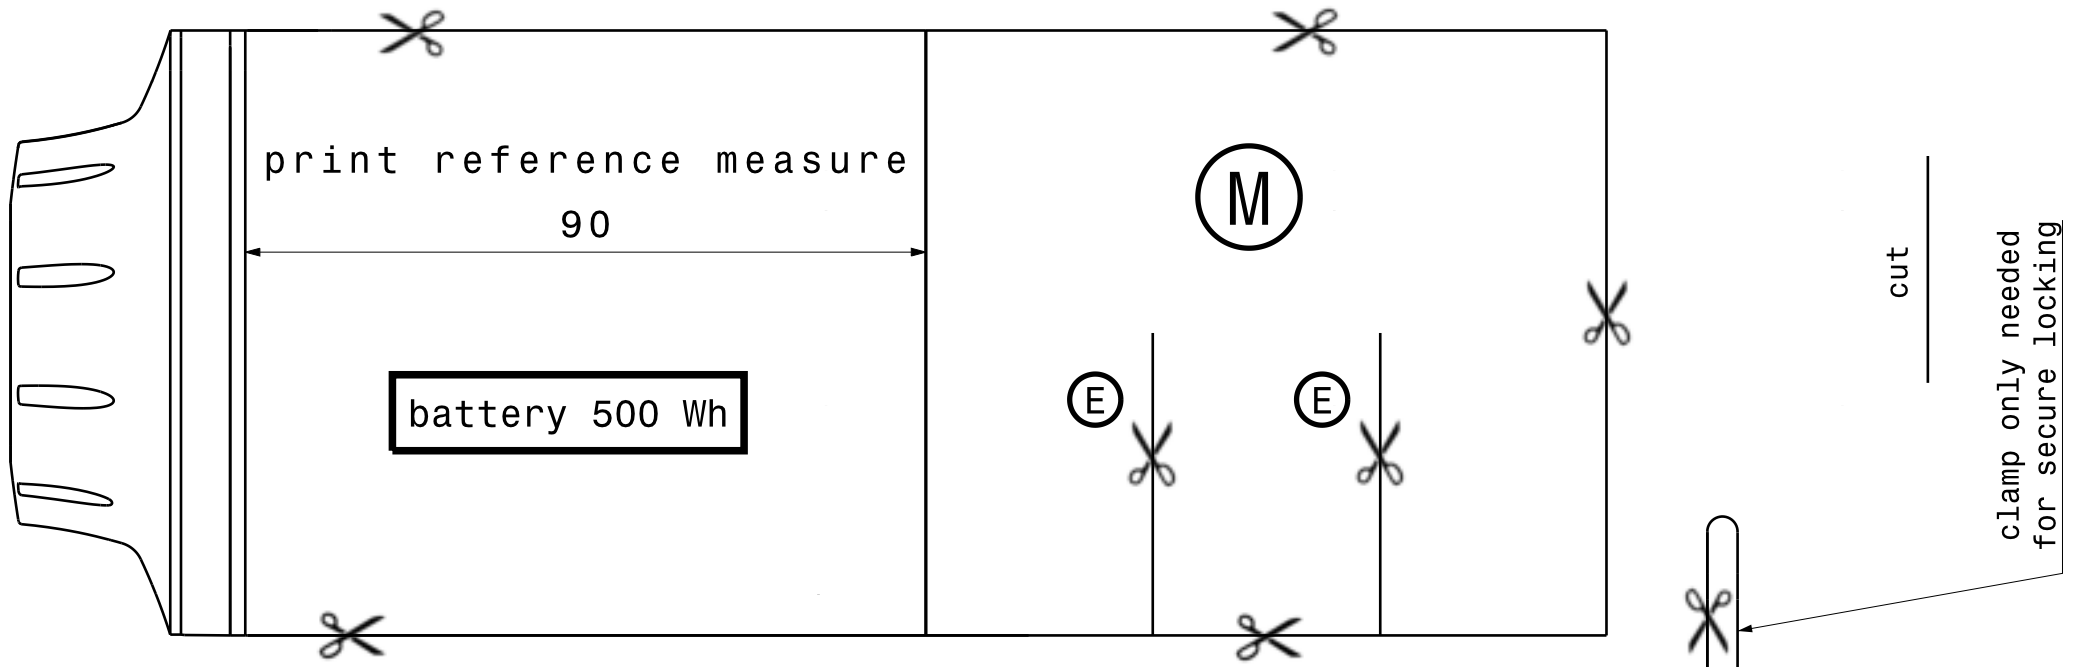 print reference measure
90
M
battery 500 Wh
E
E
cut
clamp only needed
for secure locking